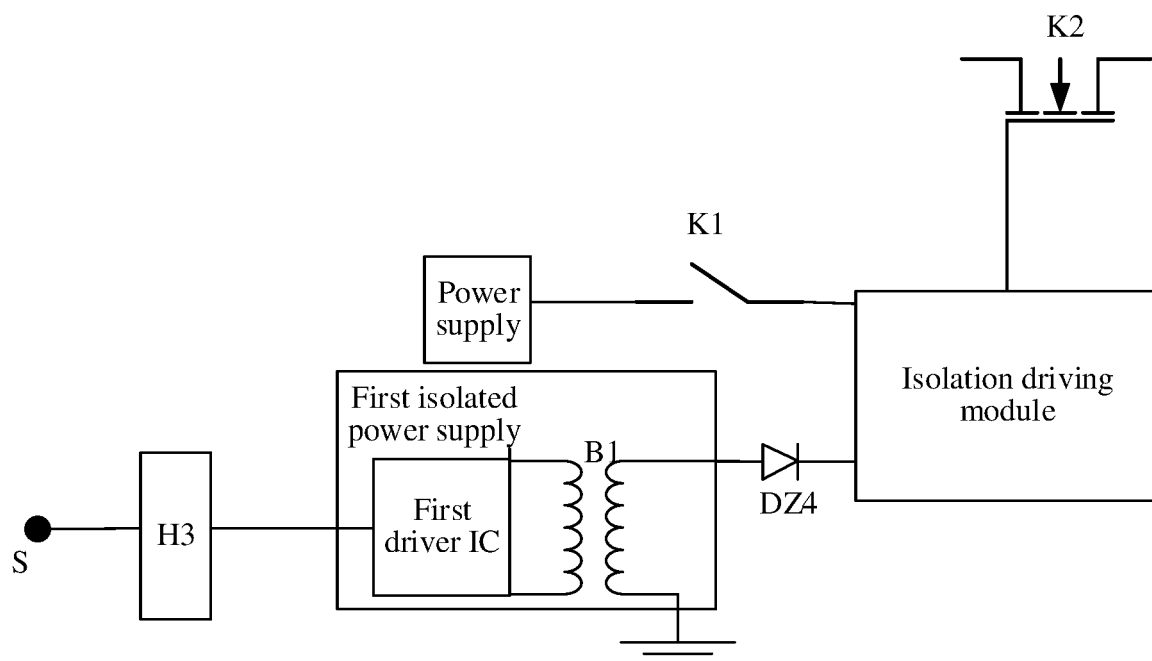 K2
K1
Power
supply
Isolation driving
module
First isolated
power supply
B1
DZ4
First
driver IC
H3
S